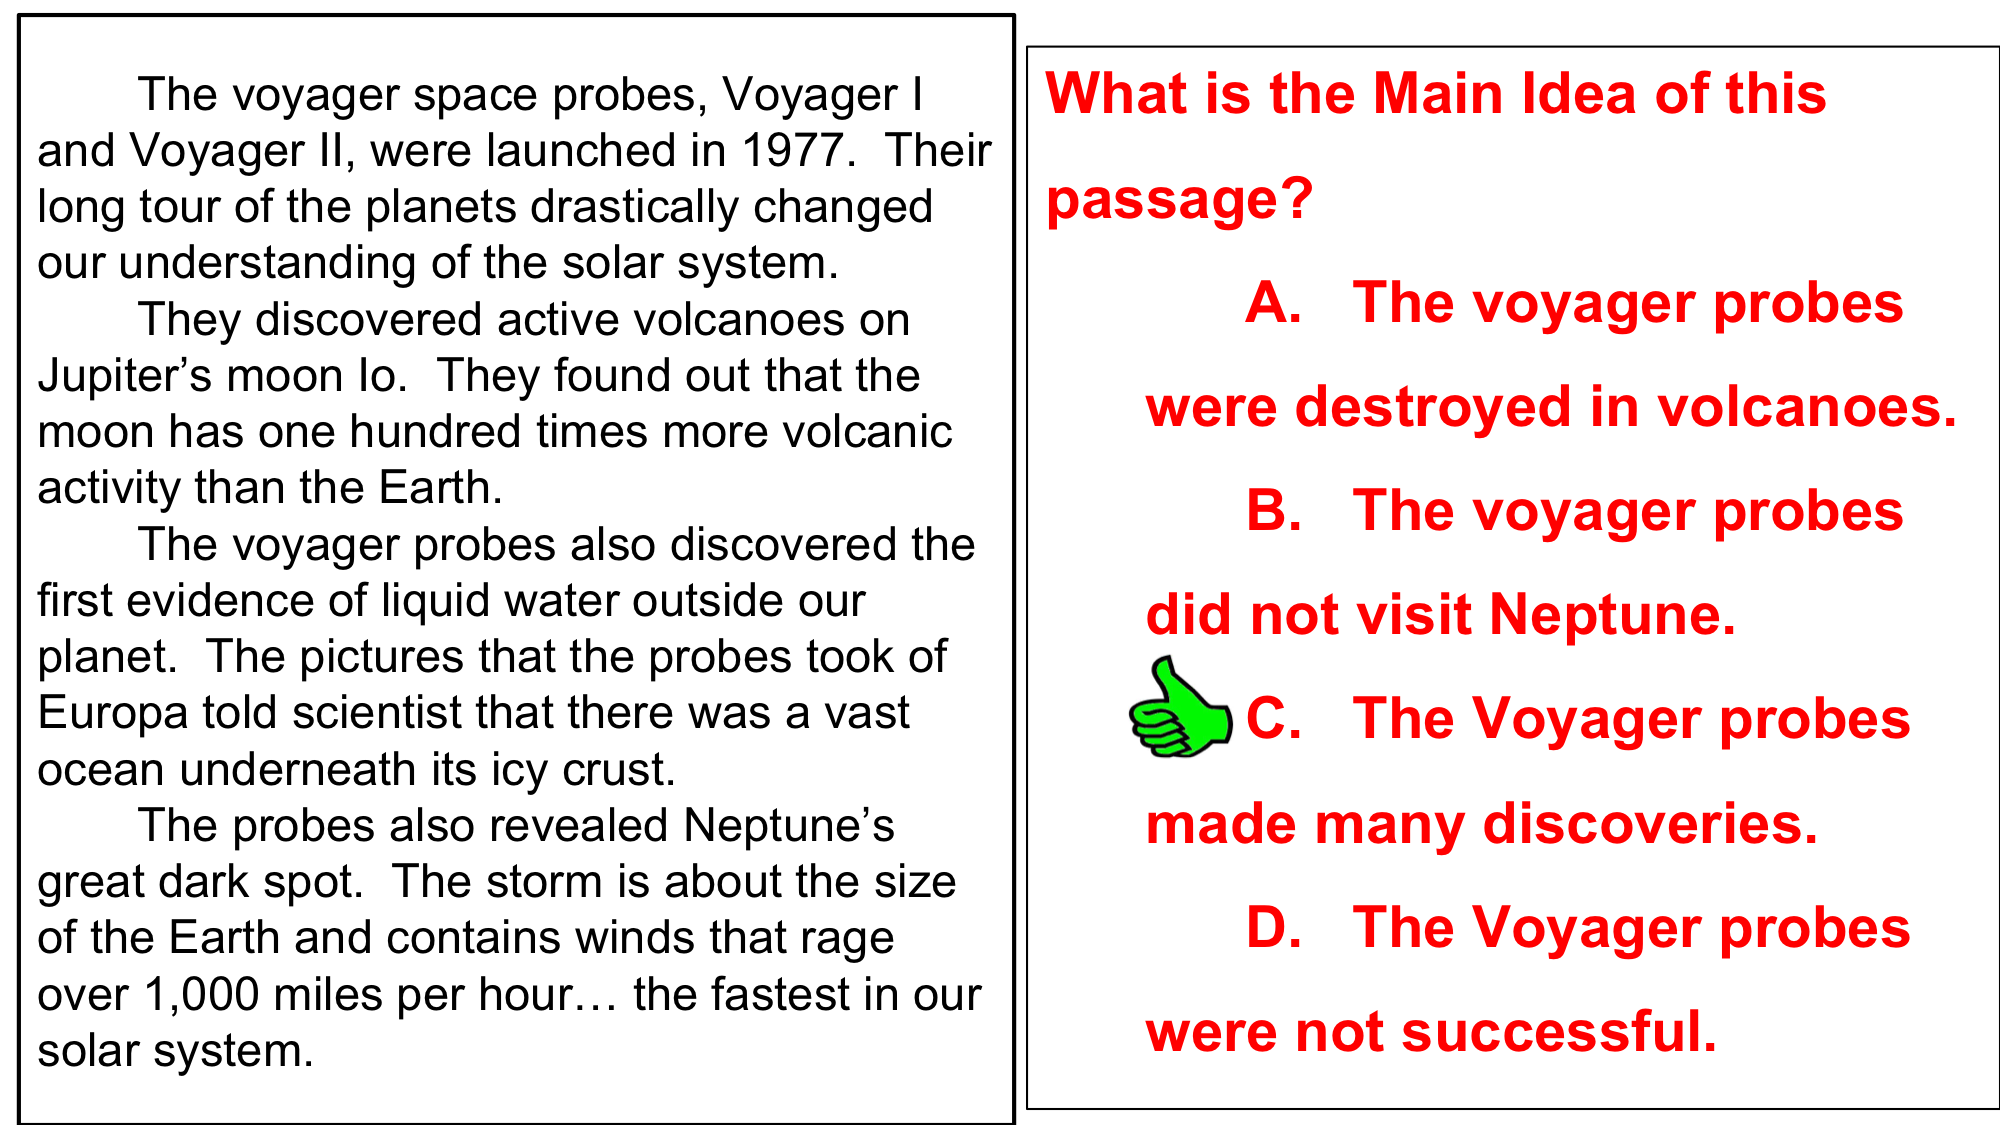 The voyager space probes, Voyager I
and Voyager II, were launched in 1977.  Their
long tour of the planets drastically changed
our understanding of the solar system.
They discovered active volcanoes on
Jupiter’s moon Io.  They found out that the
moon has one hundred times more volcanic
activity than the Earth.
The voyager probes also discovered the
first evidence of liquid water outside our
planet.  The pictures that the probes took of
Europa told scientist that there was a vast
ocean underneath its icy crust.
The probes also revealed Neptune’s
great dark spot.  The storm is about the size
of the Earth and contains winds that rage
over 1,000 miles per hour… the fastest in our
solar system.
What is the Main Idea of this
passage?
A.   The voyager probes
were destroyed in volcanoes.
B.   The voyager probes
did not visit Neptune.
C.   The Voyager probes
made many discoveries.
D.   The Voyager probes
were not successful.